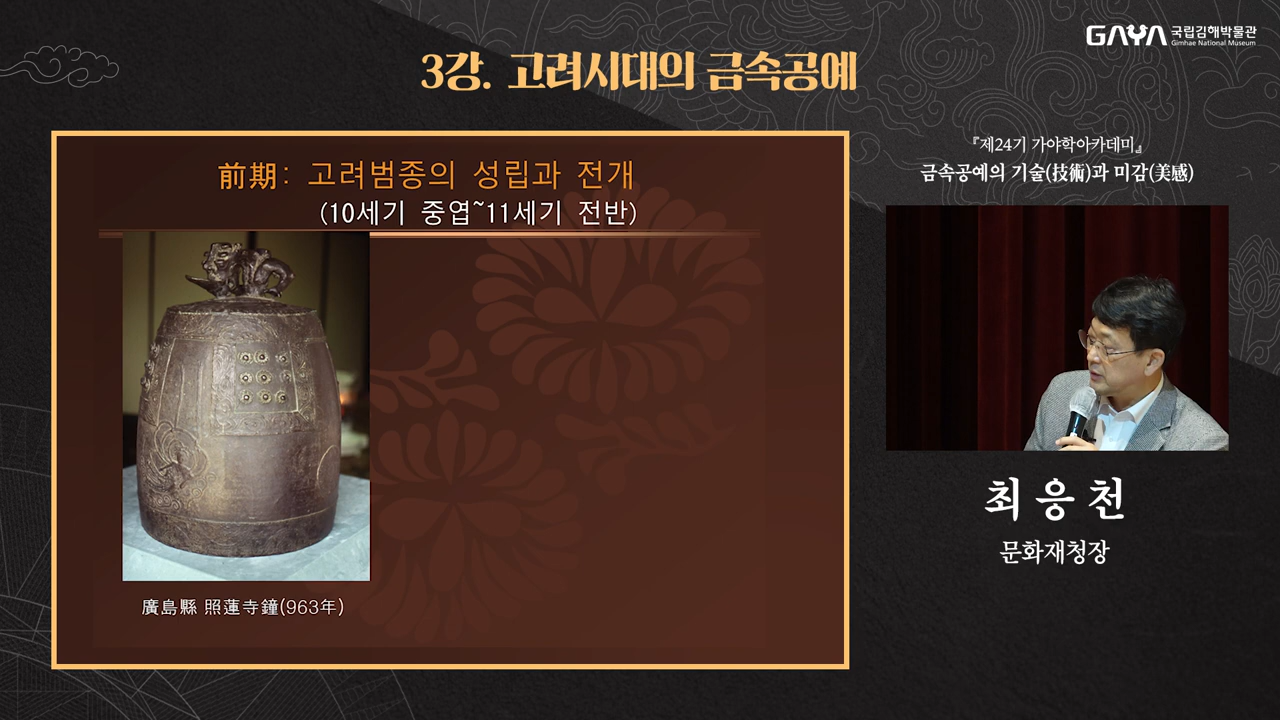 GAYA 국립김해박물관
Gimhae National Museum
3강. 고려시대의 금속공예
『제24기 가야학아카데미』
금속공예의 기술(技術)과 미감(美感)
前期: 고려범종의 성립과 전개
(10세기 중엽~11세기 전반)
廣島縣 照蓮寺鐘(963年)
최응천
문화재청장